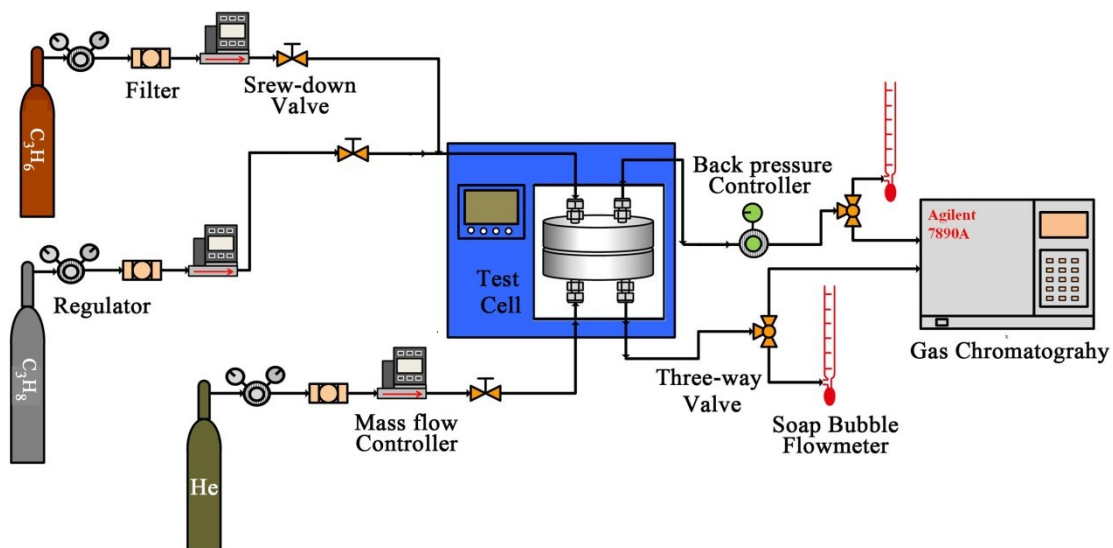 C₃H₆
Filter
Srew-down
Valve
Back pressure
Controller
Agilent
7890A
Regulator
Test
Cell
C₃H₈
Gas Chromatograhy
Three-way
Valve
Mass flow
Controller
Soap Bubble
Flowmeter
He
x